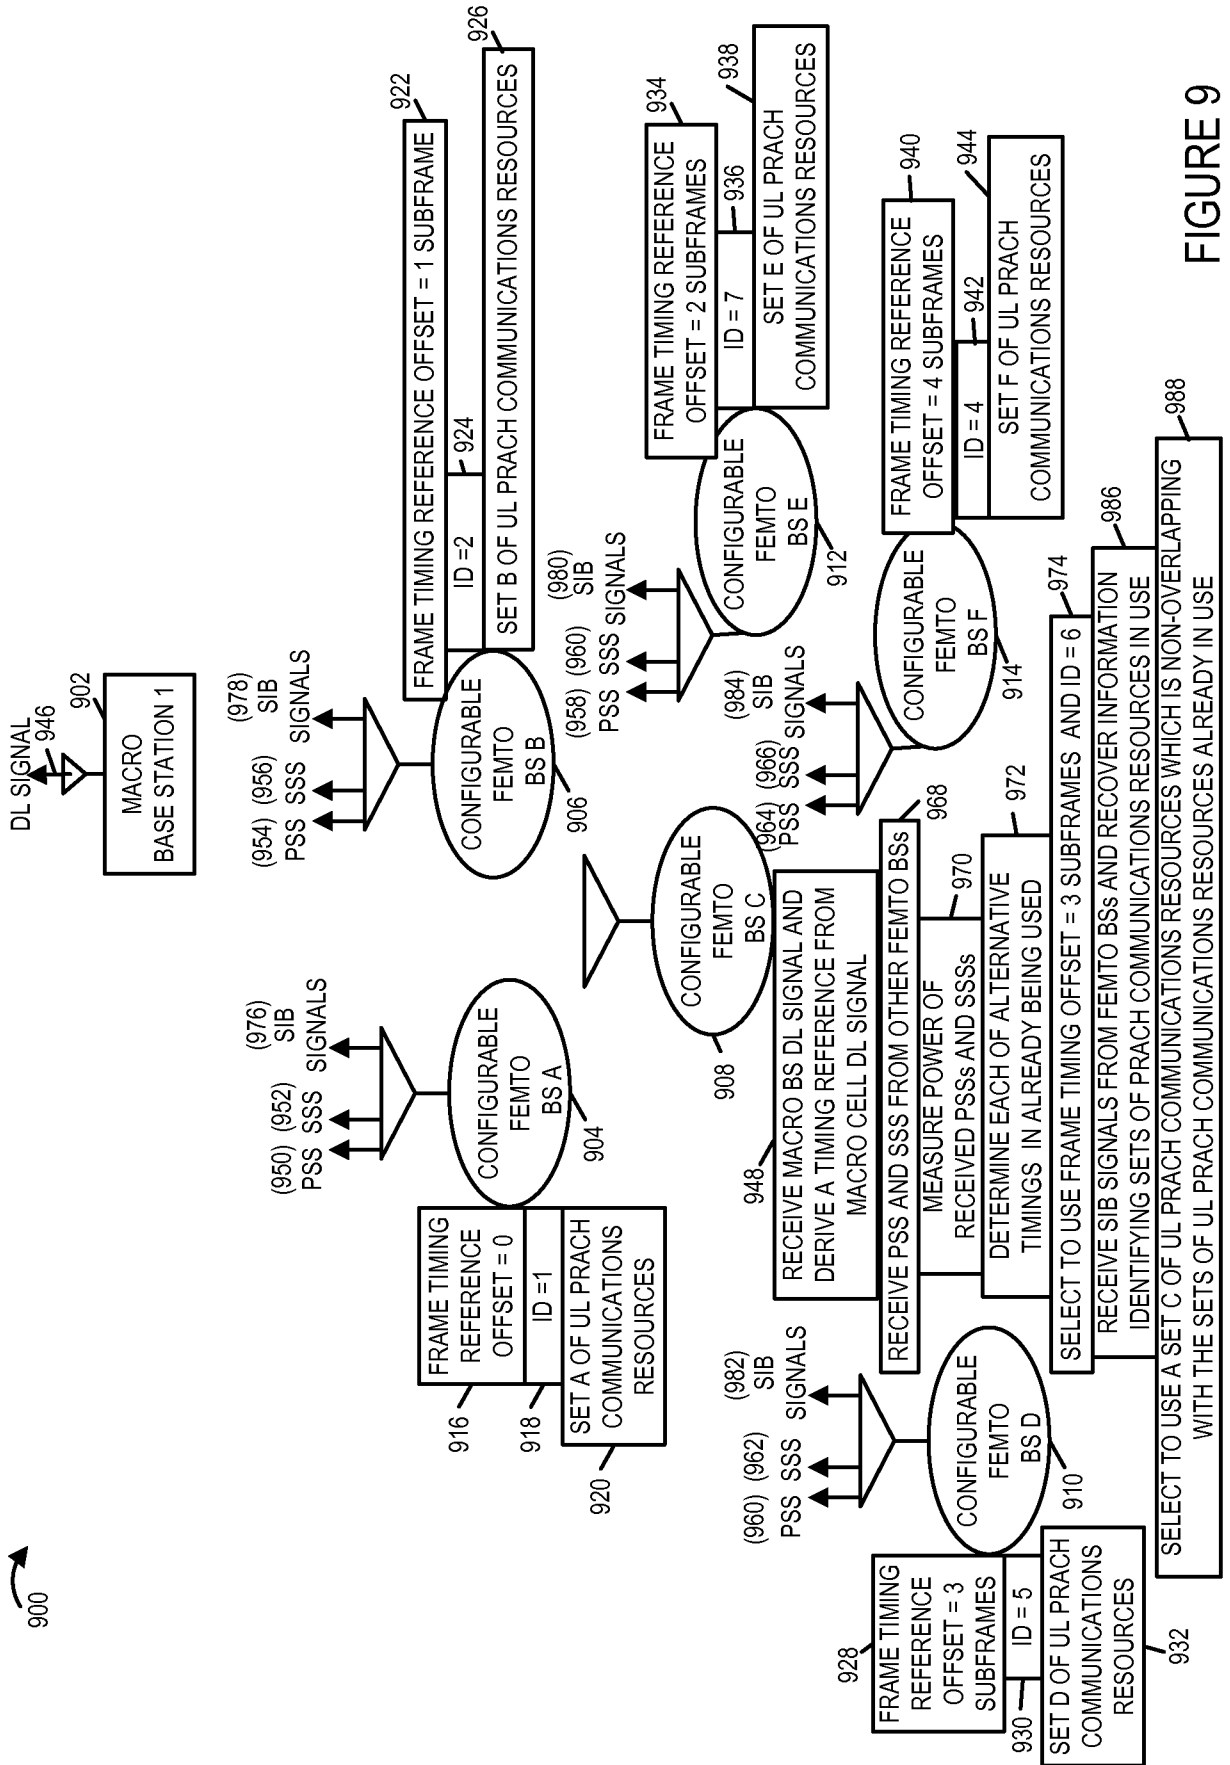 900
DL SIGNAL
946
902
MACRO
BASE STATION 1
(950) (952) (976)
PSS SSS SIB
SIGNALS
CONFIGURABLE
FEMTO
BS A
904
FRAME TIMING
REFERENCE
OFFSET = 0
916
ID =1
918
SET A OF UL PRACH
COMMUNICATIONS
RESOURCES
920
(954) (956) (978)
PSS SSS SIB
SIGNALS
CONFIGURABLE
FEMTO
BS B
906
FRAME TIMING REFERENCE OFFSET = 1 SUBFRAME
922
ID =2
924
SET B OF UL PRACH COMMUNICATIONS RESOURCES
926
CONFIGURABLE
FEMTO
BS C
908
(958) (960) (980)
PSS SSS SIB
SIGNALS
CONFIGURABLE
FEMTO
BS E
912
FRAME TIMING REFERENCE
OFFSET = 2 SUBFRAMES
934
ID = 7
936
SET E OF UL PRACH
COMMUNICATIONS RESOURCES
938
(960) (962) (982)
PSS SSS SIB
SIGNALS
CONFIGURABLE
FEMTO
BS D
910
928
FRAME TIMING
REFERENCE
OFFSET = 3
SUBFRAMES
930
ID = 5
SET D OF UL PRACH
COMMUNICATIONS
RESOURCES
932
(964) (966) (984)
PSS SSS SIB
SIGNALS
CONFIGURABLE
FEMTO
BS F
914
FRAME TIMING REFERENCE
OFFSET = 4 SUBFRAMES
940
ID = 4
942
SET F OF UL PRACH
COMMUNICATIONS RESOURCES
944
948
RECEIVE MACRO BS DL SIGNAL AND
DERIVE A TIMING REFERENCE FROM
MACRO CELL DL SIGNAL
RECEIVE PSS AND SSS FROM OTHER FEMTO BSs
968
MEASURE POWER OF
RECEIVED PSSs AND SSSs
970
DETERMINE EACH OF ALTERNATIVE
TIMINGS IN ALREADY BEING USED
972
SELECT TO USE FRAME TIMING OFFSET = 3 SUBFRAMES AND ID = 6
974
RECEIVE SIB SIGNALS FROM FEMTO BSs AND RECOVER INFORMATION
IDENTIFYING SETS OF PRACH COMMUNICATIONS RESOURCES IN USE
986
SELECT TO USE A SET C OF UL PRACH COMMUNICATIONS RESOURCES WHICH IS NON-OVERLAPPING
WITH THE SETS OF UL PRACH COMMUNICATIONS RESOURCES ALREADY IN USE
988
FIGURE 9